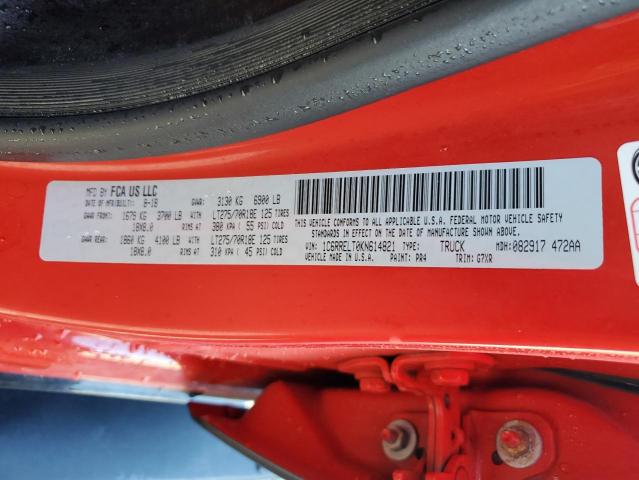 MFD BY FCA US LLC
DATE OF MFR/BUILT: 8-18 GVWR: 3130 KG 6900 LB
GAWR FRONT: 1679 KG 3700 LB WITH LT275/70R18E 125 TIRES
18X8.0 RIMS AT 380 KPA ( 55 PSI) COLD
GAWR REAR: 1860 KG 4100 LB WITH LT275/70R18E 125 TIRES
18X8.0 RIMS AT 310 KPA ( 45 PSI) COLD
THIS VEHICLE CONFORMS TO ALL APPLICABLE U.S.A. FEDERAL MOTOR VEHICLE SAFETY
STANDARDS IN EFFECT ON THE DATE OF MANUFACTURE SHOWN ABOVE.
VIN: 1C6RRELT0KN614821 TYPE: TRUCK MDH: 082917 472AA
VEHICLE MADE IN U.S.A. PAINT: PR4 TRIM: G7XR